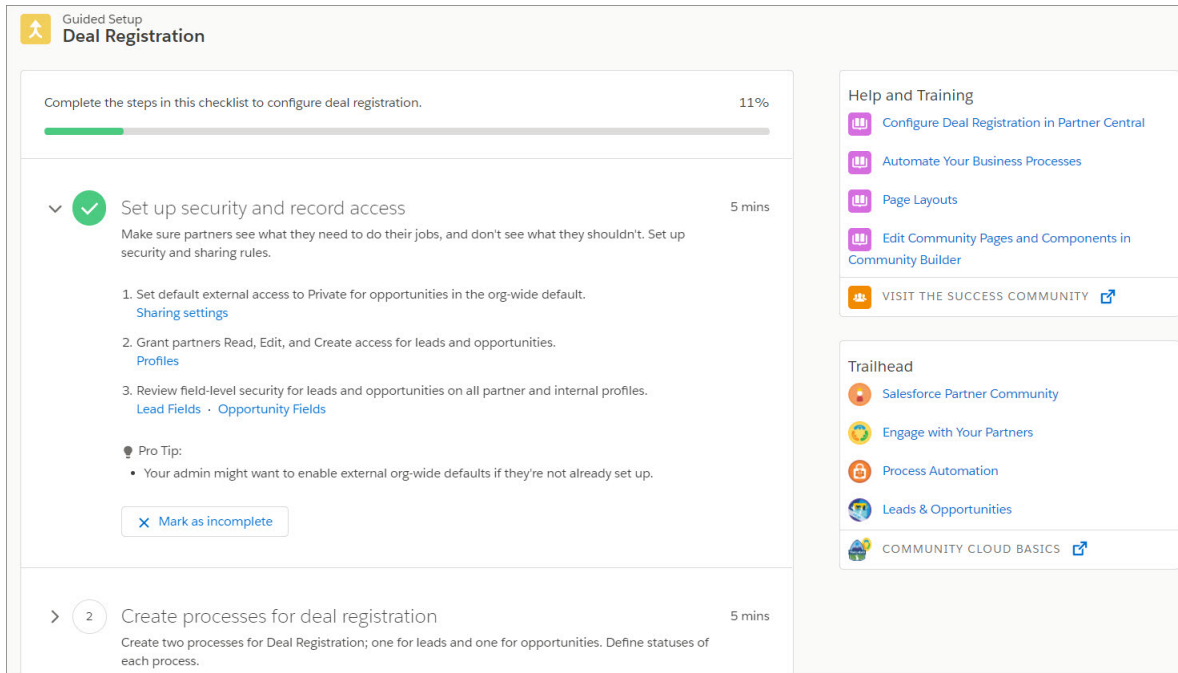 Guided Setup
Deal Registration
Complete the steps in this checklist to configure deal registration.
11%
Set up security and record access
5 mins
Make sure partners see what they need to do their jobs, and don't see what they shouldn't. Set up
security and sharing rules.
1. Set default external access to Private for opportunities in the org-wide default.
Sharing settings
2. Grant partners Read, Edit, and Create access for leads and opportunities.
Profiles
3. Review field-level security for leads and opportunities on all partner and internal profiles.
Lead Fields · Opportunity Fields
Pro Tip:
• Your admin might want to enable external org-wide defaults if they're not already set up.
Mark as incomplete
2
Create processes for deal registration
5 mins
Create two processes for Deal Registration; one for leads and one for opportunities. Define statuses of
each process.
Help and Training
Configure Deal Registration in Partner Central
Automate Your Business Processes
Page Layouts
Edit Community Pages and Components in
Community Builder
VISIT THE SUCCESS COMMUNITY
Trailhead
Salesforce Partner Community
Engage with Your Partners
Process Automation
Leads & Opportunities
COMMUNITY CLOUD BASICS